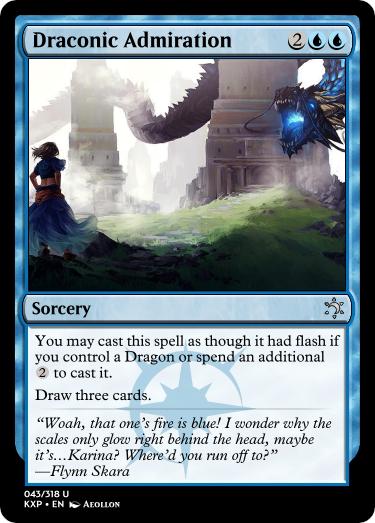 Draconic Admiration 2
Sorcery
You may cast this spell as though it had flash if
you control a Dragon or spend an additional
2 to cast it.
Draw three cards.
"Woah, that one's fire is blue! I wonder why the
scales only glow right behind the head, maybe
it's…Karina? Where'd you run off to?"
—Flynn Skara
043/318 U
KXP • EN Aeollon